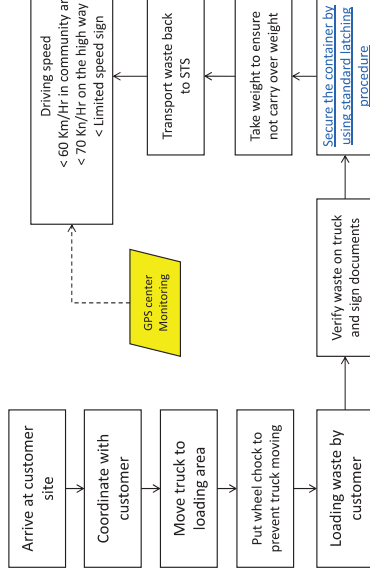 Arrive at customer
site
Coordinate with
customer
Move truck to
loading area
Put wheel chock to
prevent truck moving
Loading waste by
customer
Verify waste on truck
and sign documents
Secure the container by
using standard latching
procedure
Take weight to ensure
not carry over weight
Transport waste back
to STS
Driving speed
< 60 Km/Hr in community
< 70 Kn/Hr on the high way
< Limited speed sign
GPS center
Monitoring